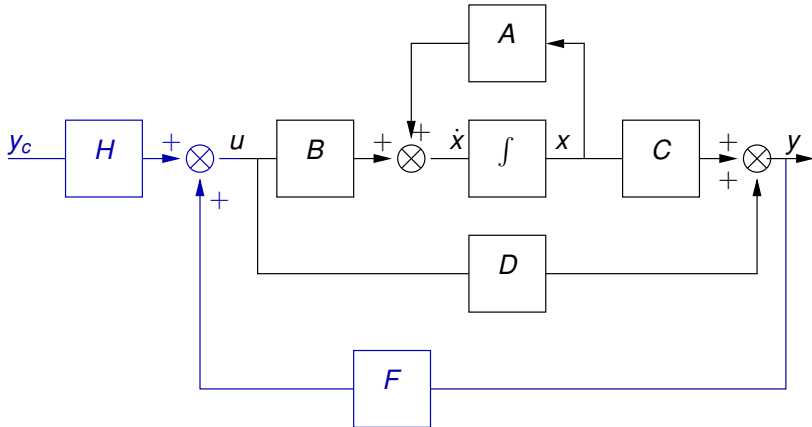 A
y_c H + u B + + ẋ ∫ x C + y
+ +
D
F